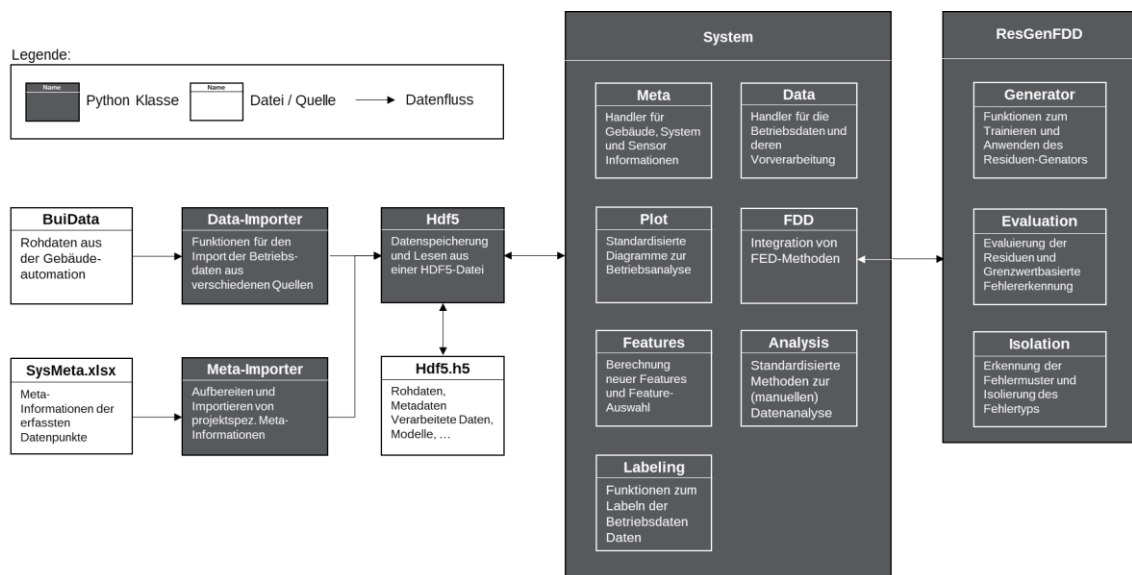 Legende:
Name
Python Klasse
Name
Datei / Quelle
Datenfluss
BuiData
Rohdaten aus
der Gebäude-
automation
Data-Importer
Funktionen für den
Import der Betriebs-
daten aus
verschiedenen Quellen
Hdf5
Datenspeicherung
und Lesen aus
einer HDF5-Datei
SysMeta.xlsx
Meta-
Informationen der
erfassten
Datenpunkte
Meta-Importer
Aufbereiten und
Importieren von
projektspez. Meta-
Informationen
Hdf5.h5
Rohdaten,
Metadaten
Verarbeitete Daten,
Modelle, ...
System
Meta
Handler für
Gebäude, System
und Sensor
Informationen
Data
Handler für die
Betriebsdaten und
deren
Vorverarbeitung
Plot
Standardisierte
Diagramme zur
Betriebsanalyse
FDD
Integration von
FED-Methoden
Features
Berechnung
neuer Features
und Feature-
Auswahl
Analysis
Standardisierte
Methoden zur
(manuellen)
Datenanalyse
Labeling
Funktionen zum
Labeln der
Betriebsdaten
Daten
ResGenFDD
Generator
Funktionen zum
Trainieren und
Anwenden des
Residuen-Genators
Evaluation
Evaluierung der
Residuen und
Grenzwertbasierte
Fehlererkennung
Isolation
Erkennung der
Fehlermuster und
Isolierung des
Fehlertyps